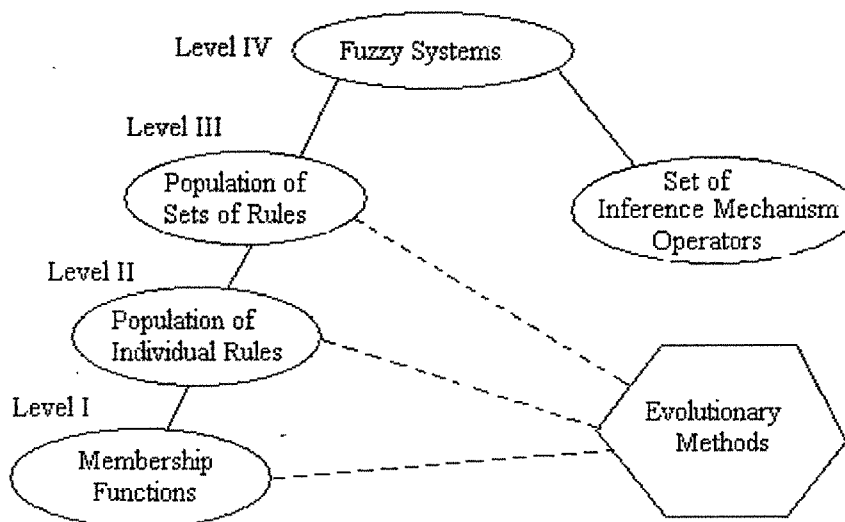 Level IV
Fuzzy Systems
Level III
Population of
Sets of Rules
Set of
Inference Mechanism
Operators
Level II
Population of
Individual Rules
Level I
Evolutionary
Methods
Membership
Functions